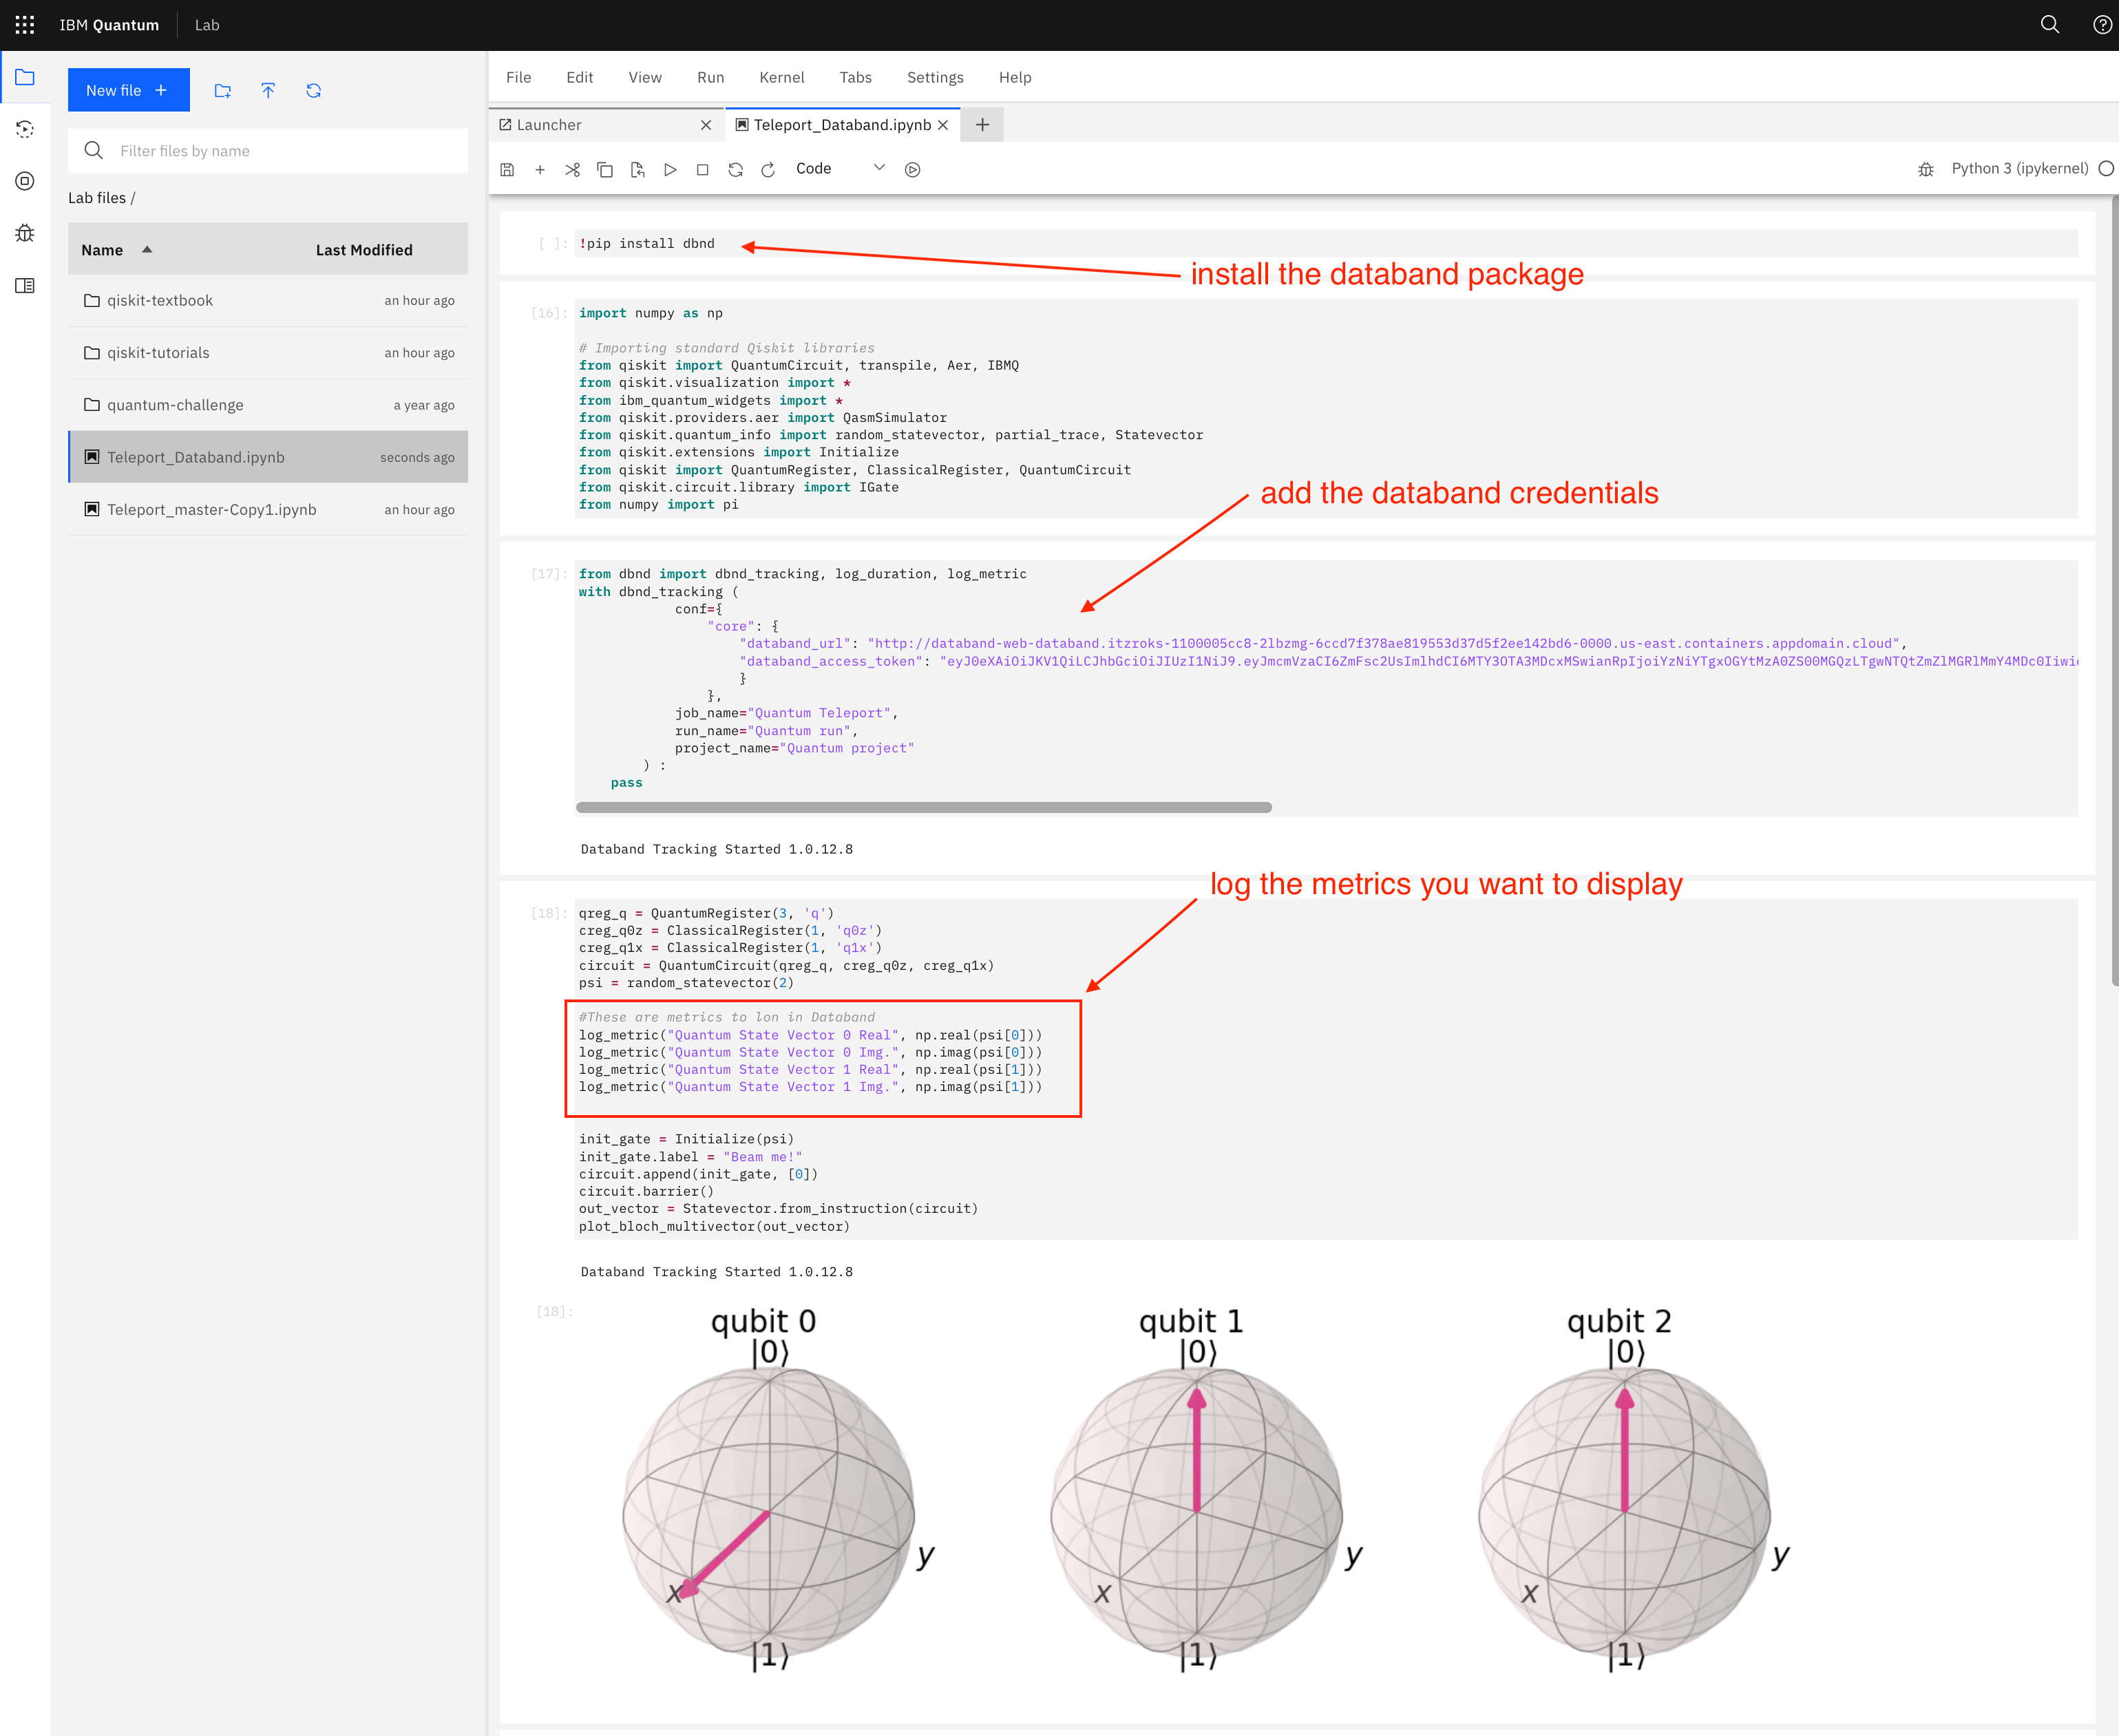 IBM Quantum Lab
New file +
Filter files by name
Lab files /
Name Last Modified
qiskit-textbook an hour ago
qiskit-tutorials an hour ago
quantum-challenge a year ago
Teleport_Databand.ipynb seconds ago
Teleport_master-Copy1.ipynb an hour ago
File Edit View Run Kernel Tabs Settings Help
Launcher Teleport_Databand.ipynb
Code Python 3 (ipykernel)
[ ]: !pip install dbnd
install the databand package
[16]: import numpy as np
# Importing standard Qiskit libraries
from qiskit import QuantumCircuit, transpile, Aer, IBMQ
from qiskit.visualization import *
from ibm_quantum_widgets import *
from qiskit.providers.aer import QasmSimulator
from qiskit.quantum_info import random_statevector, partial_trace, Statevector
from qiskit.extensions import Initialize
from qiskit import QuantumRegister, ClassicalRegister, QuantumCircuit
from qiskit.circuit.library import IGate
from numpy import pi
add the databand credentials
[17]: from dbnd import dbnd_tracking, log_duration, log_metric
with dbnd_tracking (
conf={
"core": {
"databand_url": "http://databand-web-databand.itzroks-1100005cc8-2lbzmg-6ccd7f378ae819553d37d5f2ee142bd6-0000.us-east.containers.appdomain.cloud",
"databand_access_token":
}
},
job_name="Quantum Teleport",
run_name="Quantum run",
project_name="Quantum project"
) :
pass
Databand Tracking Started 1.0.12.8
log the metrics you want to display
[18]: qreg_q = QuantumRegister(3, 'q')
creg_q0z = ClassicalRegister(1, 'q0z')
creg_q1x = ClassicalRegister(1, 'q1x')
circuit = QuantumCircuit(qreg_q, creg_q0z, creg_q1x)
psi = random_statevector(2)
#These are metrics to lon in Databand
log_metric("Quantum State Vector 0 Real", np.real(psi[0]))
log_metric("Quantum State Vector 0 Img.", np.imag(psi[0]))
log_metric("Quantum State Vector 1 Real", np.real(psi[1]))
log_metric("Quantum State Vector 1 Img.", np.imag(psi[1]))
init_gate = Initialize(psi)
init_gate.label = "Beam me!"
circuit.append(init_gate, [0])
circuit.barrier()
out_vector = Statevector.from_instruction(circuit)
plot_bloch_multivector(out_vector)
Databand Tracking Started 1.0.12.8
[18]:
qubit 0 qubit 1 qubit 2
|0⟩ |0⟩ |0⟩
y y y
x x x
|1⟩ |1⟩ |1⟩